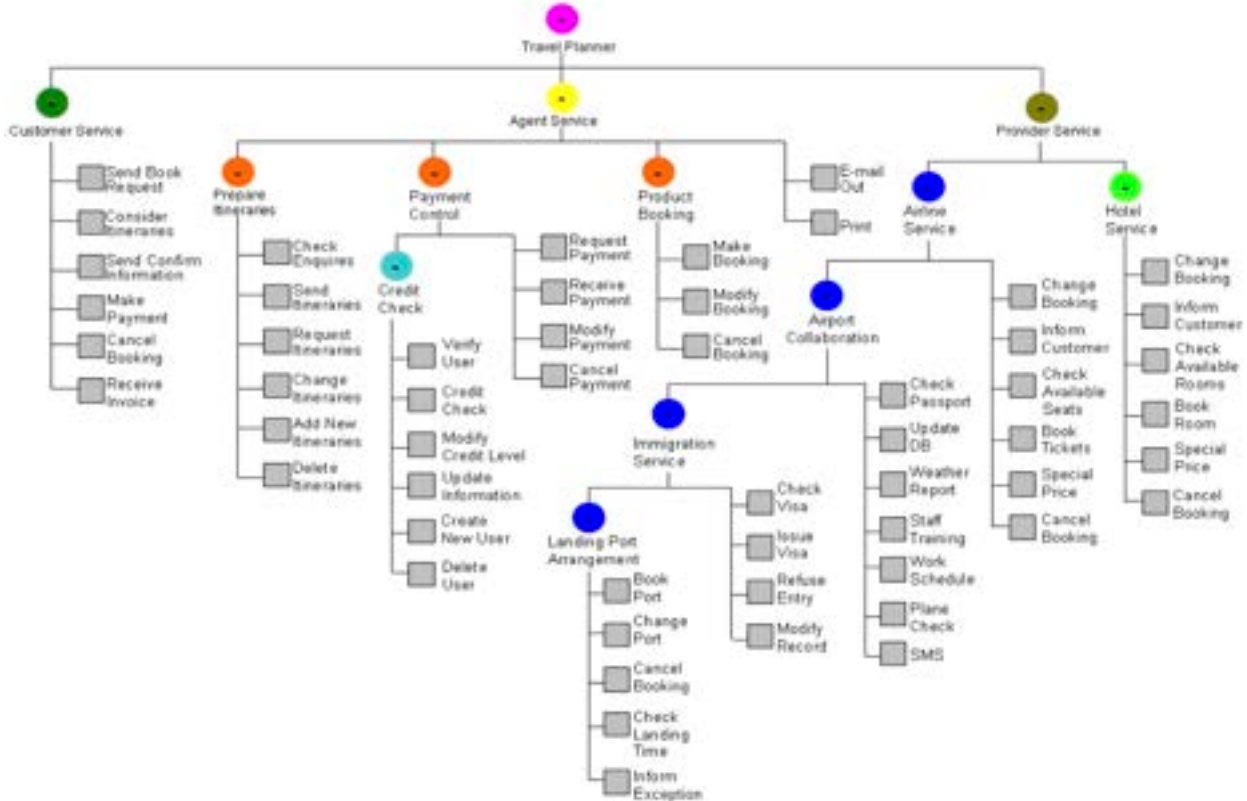 Travel Planner
Customer Service
Agent Service
Provider Service
Send Book
Request
Consider
Itineraries
Send Confirm
Information
Make
Payment
Cancel
Booking
Receive
Invoice
Prepare
Itineraries
Check
Enquires
Send
Itineraries
Request
Itineraries
Change
Itineraries
Add New
Itineraries
Delete
Itineraries
Payment
Control
Credit
Check
Verify
User
Credit
Check
Modify
Credit Level
Update
Information
Create
New User
Delete
User
Request
Payment
Receive
Payment
Modify
Payment
Cancel
Payment
Product
Booking
Make
Booking
Modify
Booking
Cancel
Booking
E-mail
Out
Print
Airline
Service
Airport
Collaboration
Immigration
Service
Landing Port
Arrangement
Book
Port
Change
Port
Cancel
Booking
Check
Landing
Time
Inform
Exception
Check
Visa
Issue
Visa
Refuse
Entry
Modify
Record
Check
Passport
Update
DB
Weather
Report
Staff
Training
Work
Schedule
Plane
Check
SMS
Change
Booking
Inform
Customer
Check
Available
Seats
Book
Tickets
Special
Price
Cancel
Booking
Hotel
Service
Change
Booking
Inform
Customer
Check
Available
Rooms
Book
Room
Special
Price
Cancel
Booking